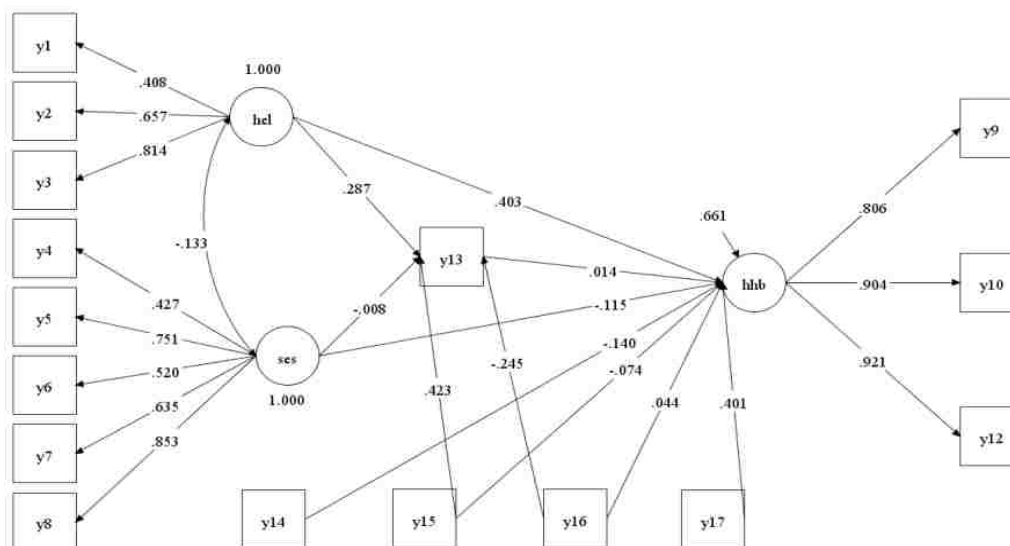 y1
1.000
.408
y2
hel
y9
.657
.814
y3
.287
.403
.806
.661
y4
-.133
y13
.014
hhb
.904
y10
.427
-.008
-.115
y5
.751
ses
-.140
.520
-.245
-.074
.921
y6
.423
.635
1.000
.044
.401
y12
y7
.853
y8
y14
y15
y16
y17